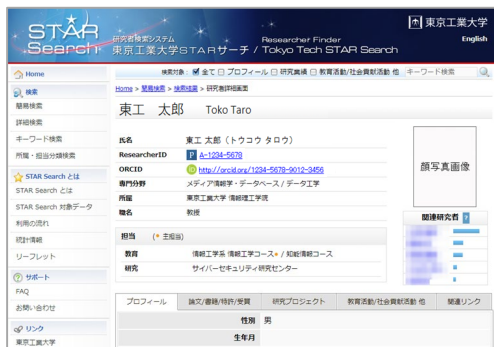 STAR Search
研究者検索システム
東京工業大学STARサーチ / Tokyo Tech STAR Search
Researcher Finder
東京工業大学
English
Home
検索対象: 全て プロフィール 研究業績 教育活動/社会貢献活動 他 キーワード検索
検索
簡易検索
詳細検索
キーワード検索
所属・担当分類検索
STAR Search とは
STAR Search とは
STAR Search 対象データ
利用の流れ
統計情報
リーフレット
サポート
FAQ
お問い合わせ
リンク
東京工業大学
Home > 簡易検索 > 検索結果 > 研究者詳細画面
東工 太郎 Toko Taro
氏名 東工 太郎 (トウコウ タロウ)
ResearcherID P A-1234-5678
ORCID iD http://orcid.org/1234-5678-9012-3456
専門分野 メディア情報学・データベース / データ工学
所属 東京工業大学 情報理工学院
職名 教授
担当 (* 主担当)
教育 情報工学系 情報工学コース* / 知能情報コース
研究 サイバーセキュリティ研究センター
顔写真画像
関連研究者 ?
プロフィール 論文/書籍/特許/受賞 研究プロジェクト 教育活動/社会貢献活動 他 関連リンク
性別 男
生年月